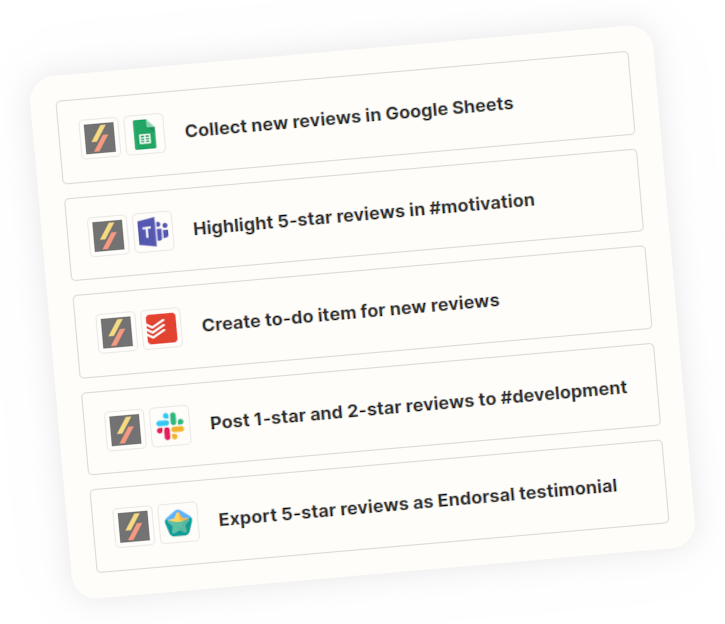 Collect new reviews in Google Sheets
Highlight 5-star reviews in #motivation
Create to-do item for new reviews
Post 1-star and 2-star reviews to #development
Export 5-star reviews as Endorsal testimonial